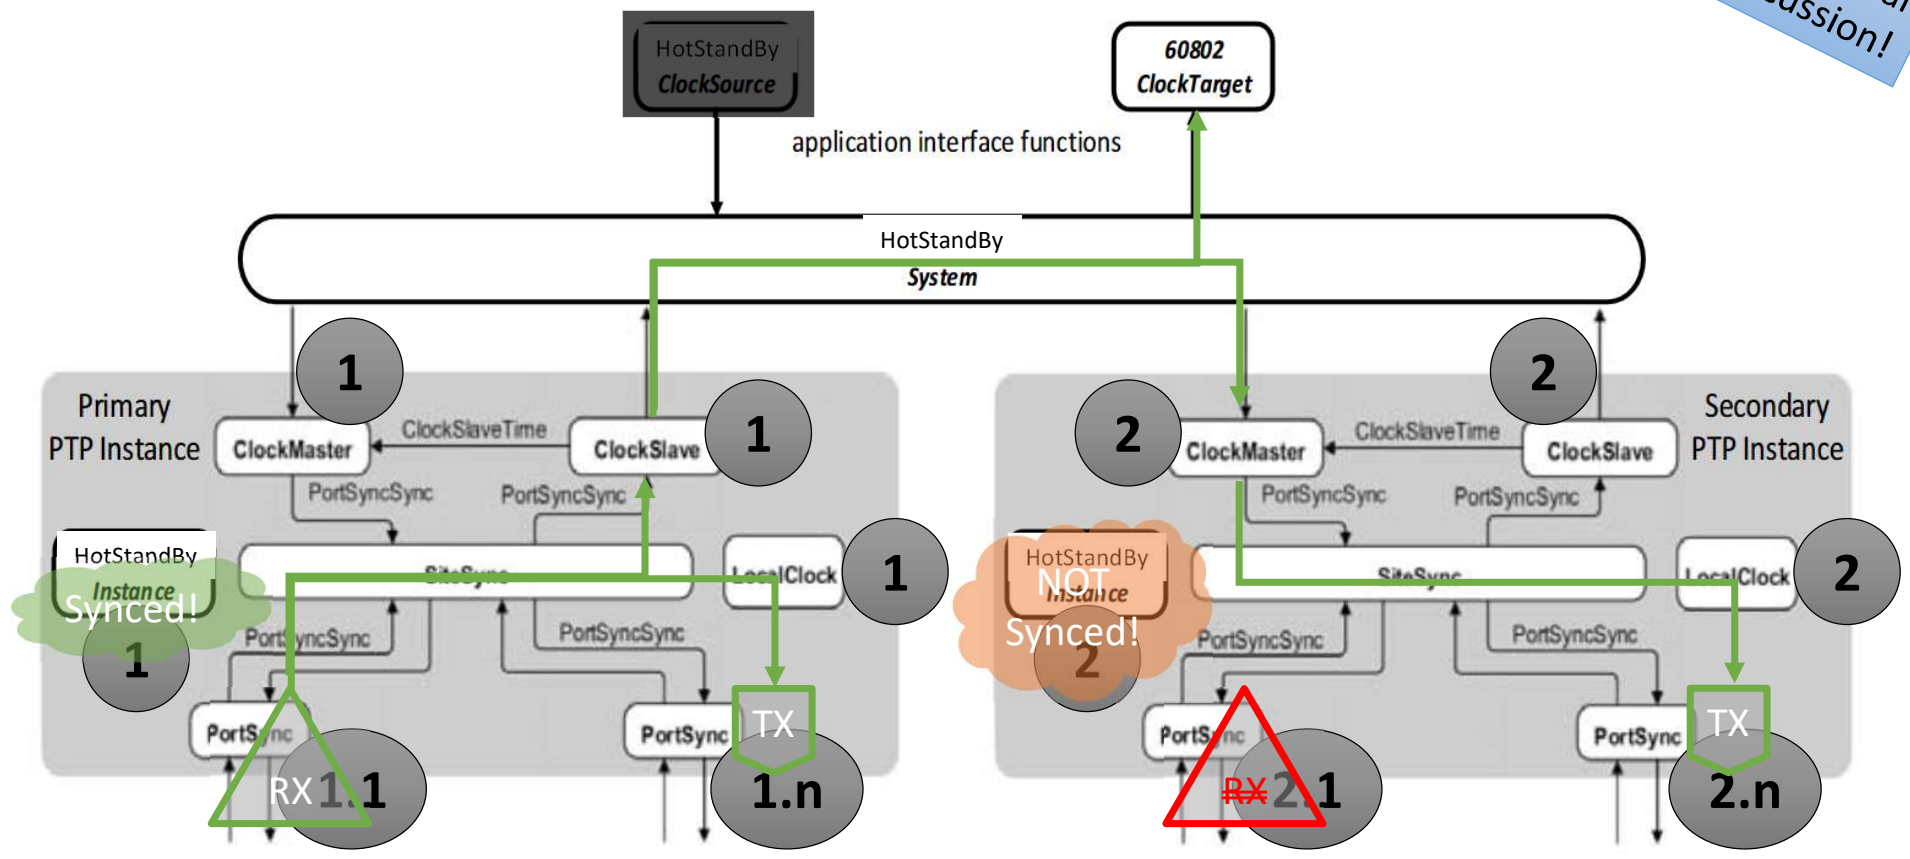 HotStandBy
ClockSource
60802
ClockTarget
ussion!
application interface functions
HotStandBy
System
1
2
Primary
PTP Instance
ClockMaster
ClockSlaveTime
ClockSlave
1
2
ClockMaster
ClockSlaveTime
ClockSlave
Secondary
PTP Instance
PortSyncSync
PortSyncSync
PortSyncSync
PortSyncSync
HotStandBy
Instance
Synced!
1
SiteSync
LocalClock
1
HotStandBy
Instance
NOT
Synced!
2
SiteSync
LocalClock
2
PortSyncSync
PortSyncSync
PortSyncSync
PortSyncSync
PortSync
RX
1.1
PortSync
TX
1.n
PortSync
RX
2.1
PortSync
TX
2.n